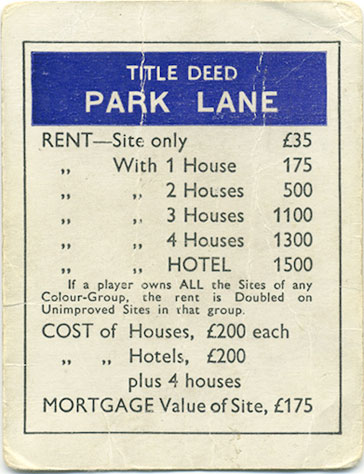 TITLE DEED
PARK LANE
RENT—Site only £35
„ With 1 House 175
„ „ 2 Houses 500
„ „ 3 Houses 1100
„ „ 4 Houses 1300
„ „ HOTEL 1500
If a player owns ALL the Sites of any
Colour-Group, the rent is Doubled on
Unimproved Sites in that group.
COST of Houses, £200 each
„ „ Hotels, £200
plus 4 houses
MORTGAGE Value of Site, £175